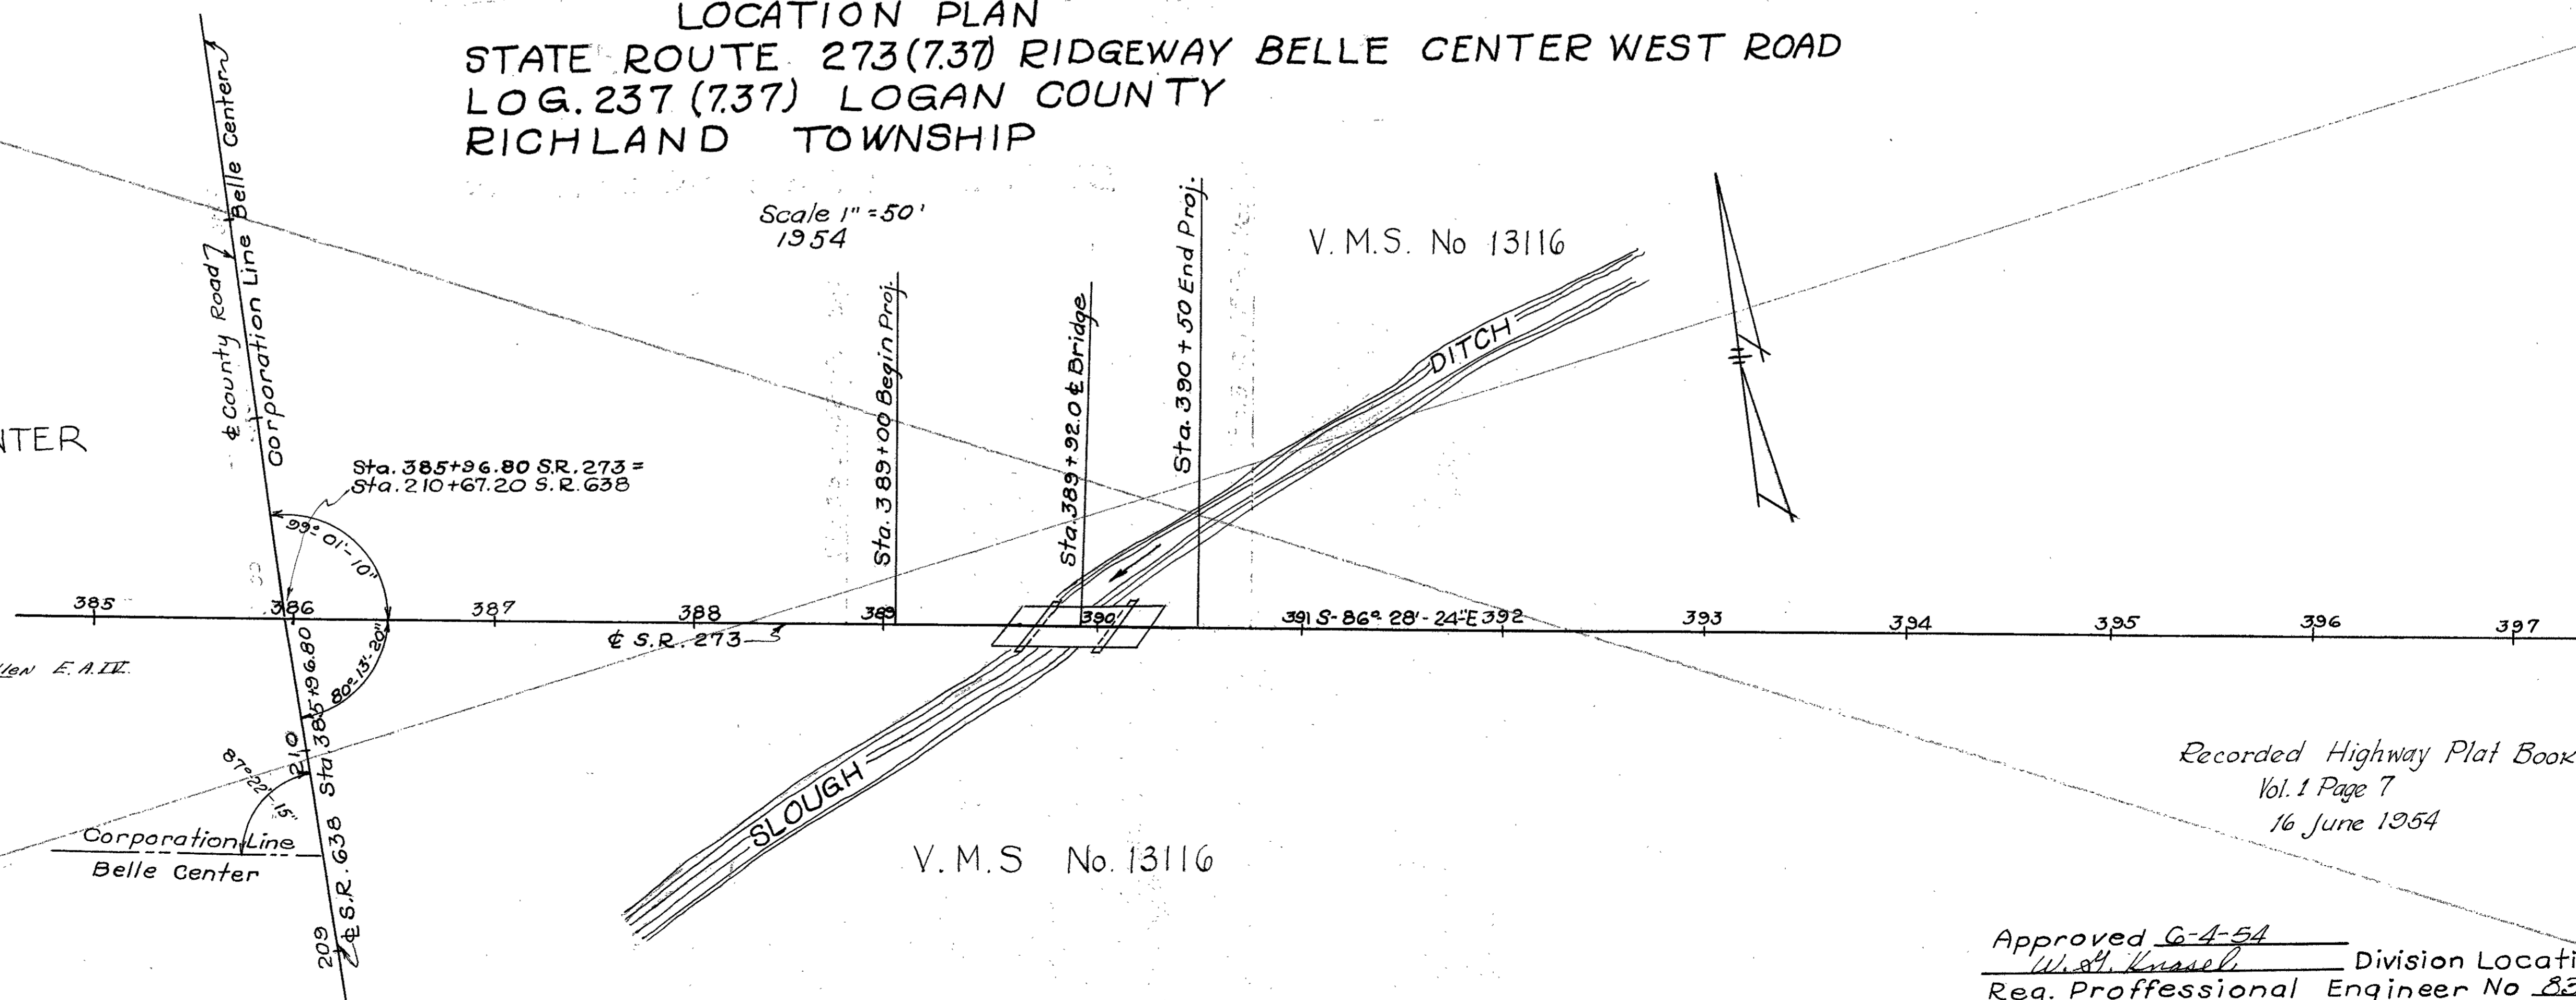 LOCATION PLAN
STATE ROUTE 273 (7.37) RIDGEWAY BELLE CENTER WEST ROAD
LOG. 237 (7.37) LOGAN COUNTY
RICHLAND TOWNSHIP
Scale 1" = 50'
1954
V. M. S. No 13116
℄ County Road
Corporation Line Belle Center
NTER
Sta. 385+96.80 S.R. 273 =
Sta. 210+67.20 S.R. 638
Sta. 389+00 Begin Proj.
Sta. 389+92.0 ℄ Bridge
Sta. 390+50 End Proj.
DITCH
99°-01'-10"
385 386 387 388 389 390 391 S-86°-28'-24"E 392 393 394 395 396 397
℄ S.R. 273
80°-13'-20"
E. A. IV.
210
Sta. 385+96.80
87°-22'-15"
Corporation Line
Belle Center
209
℄ S.R. 638
SLOUGH
V. M. S No. 13116
Recorded Highway Plat Book
Vol. 1 Page 7
16 June 1954
Approved 6-4-54
W. H. Knasel Division Locati
Reg. Proffessional Engineer No 83